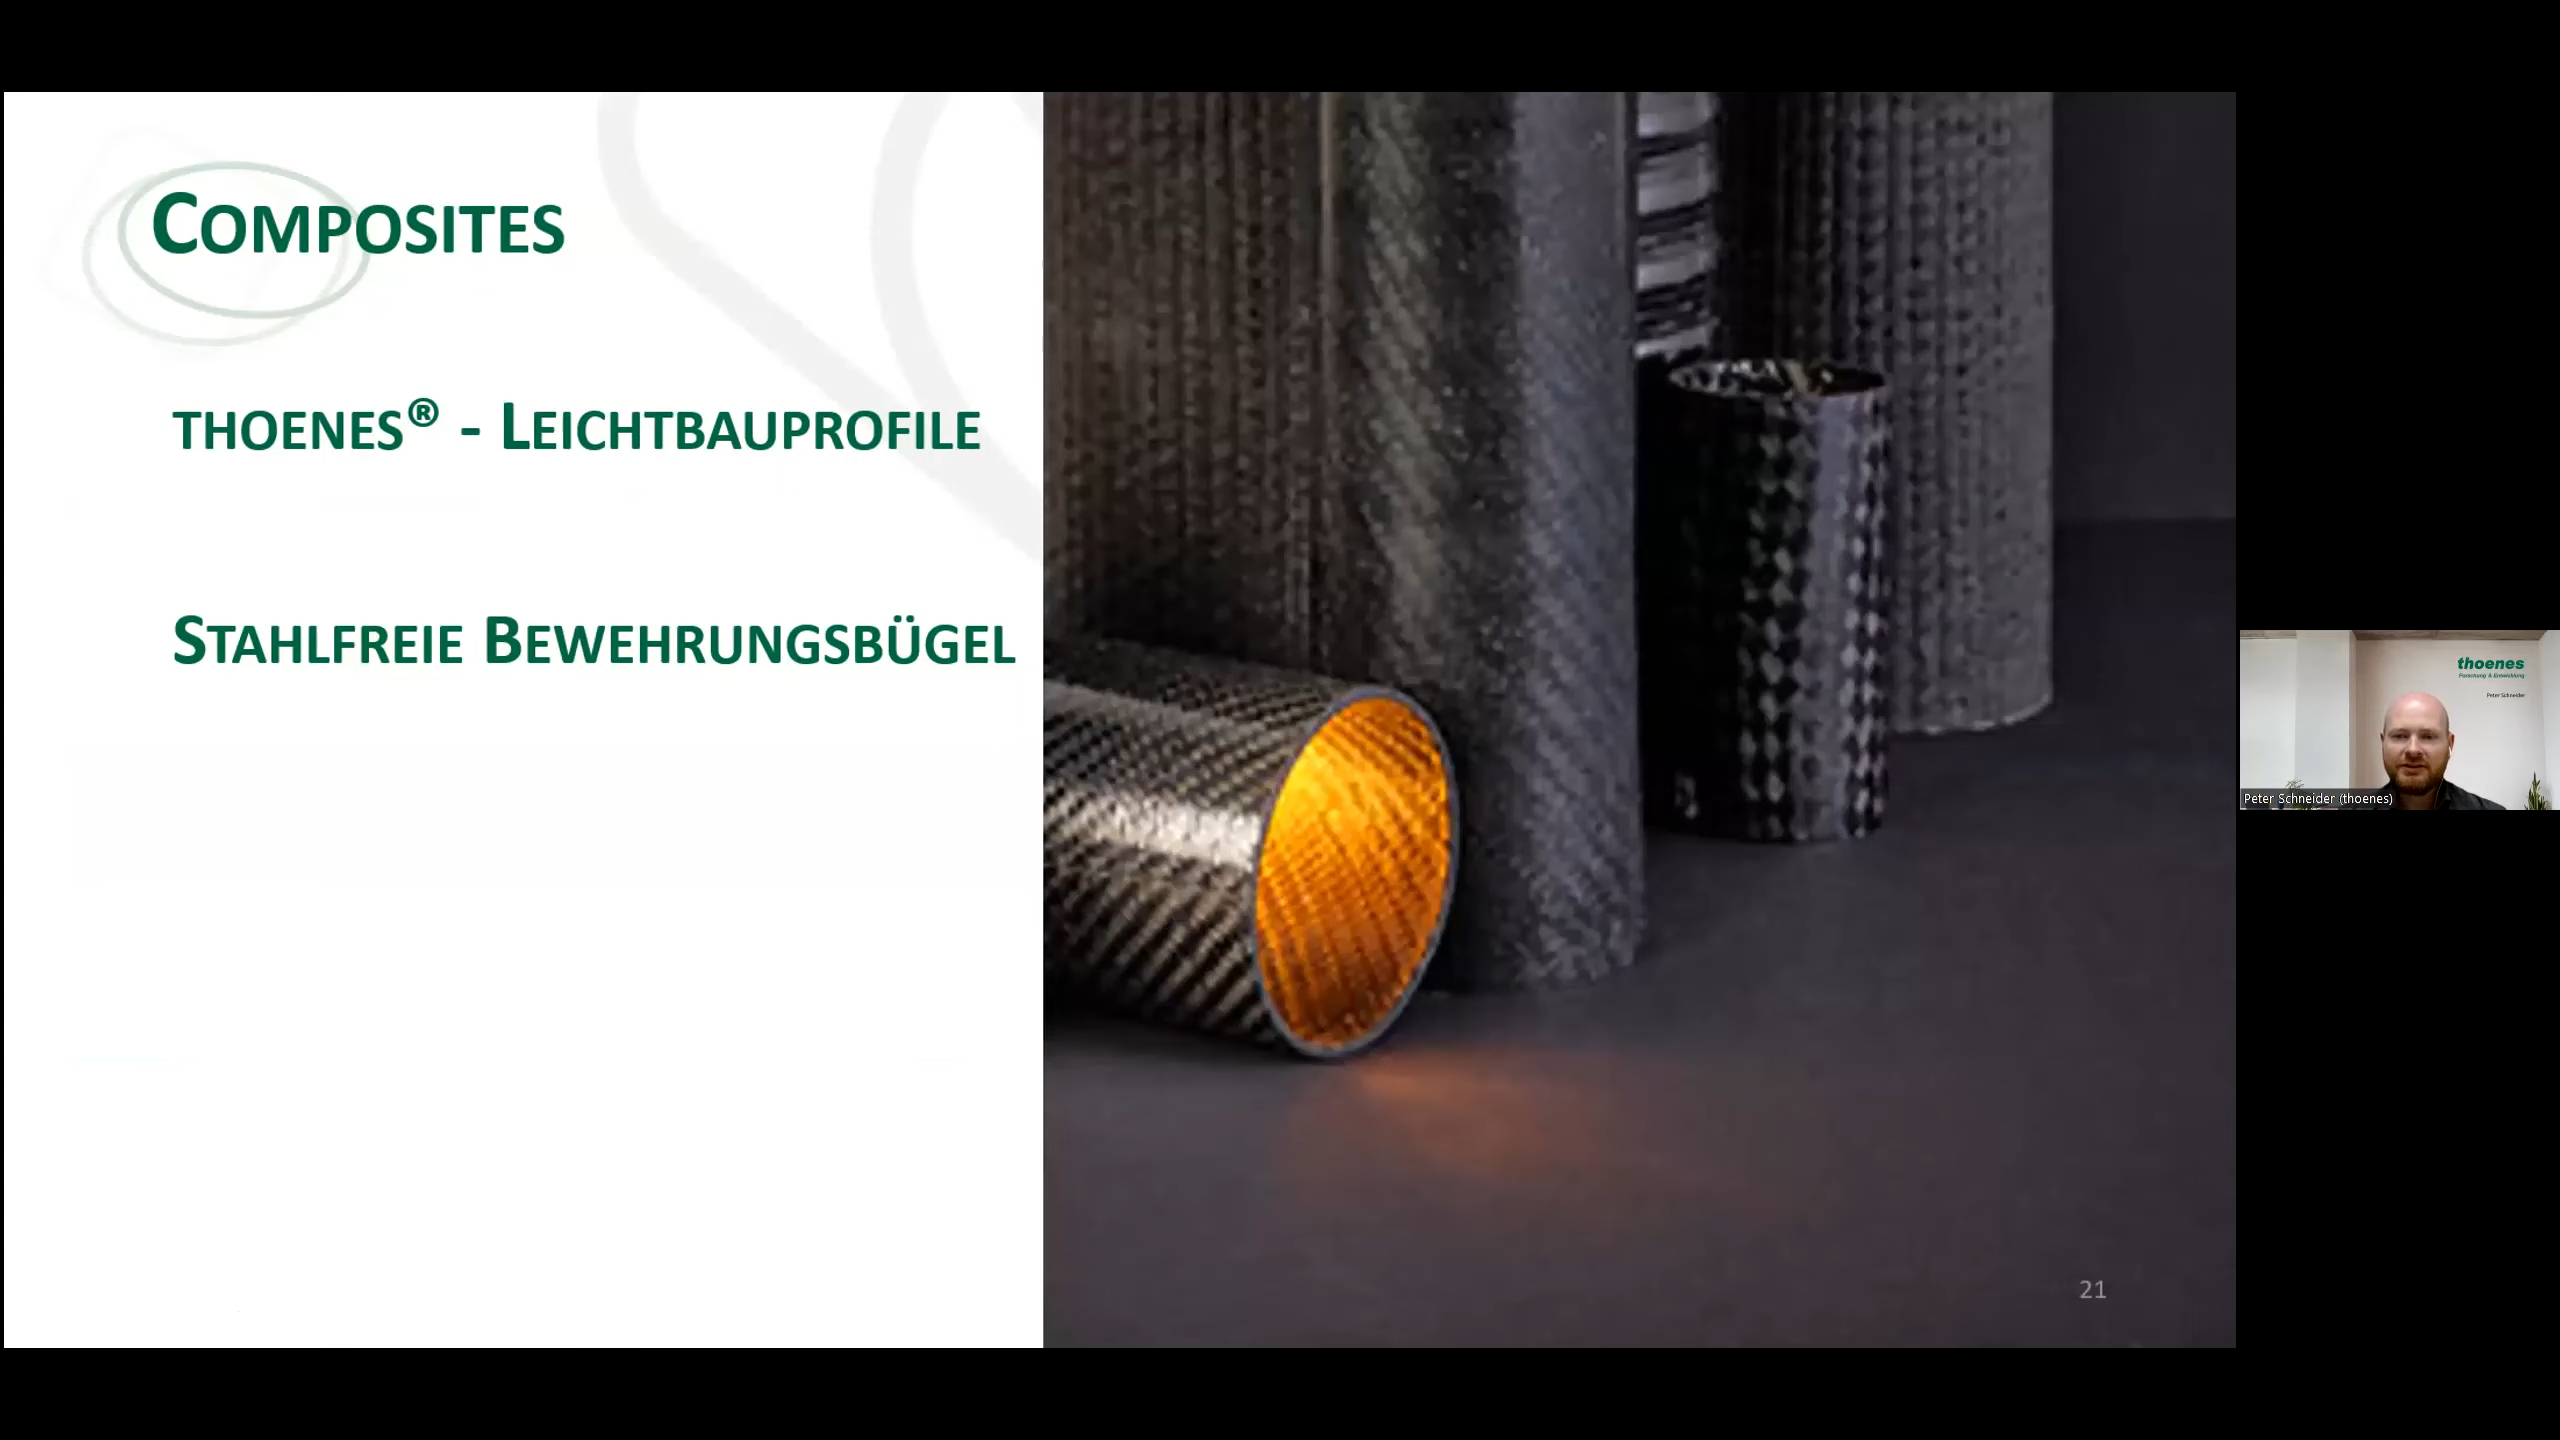 Composites
thoenes® - Leichtbauprofile
Stahlfreie Bewehrungsbügel
21
thoenes
Forschung & Entwicklung
Peter Schneider
Peter Schneider (thoenes)